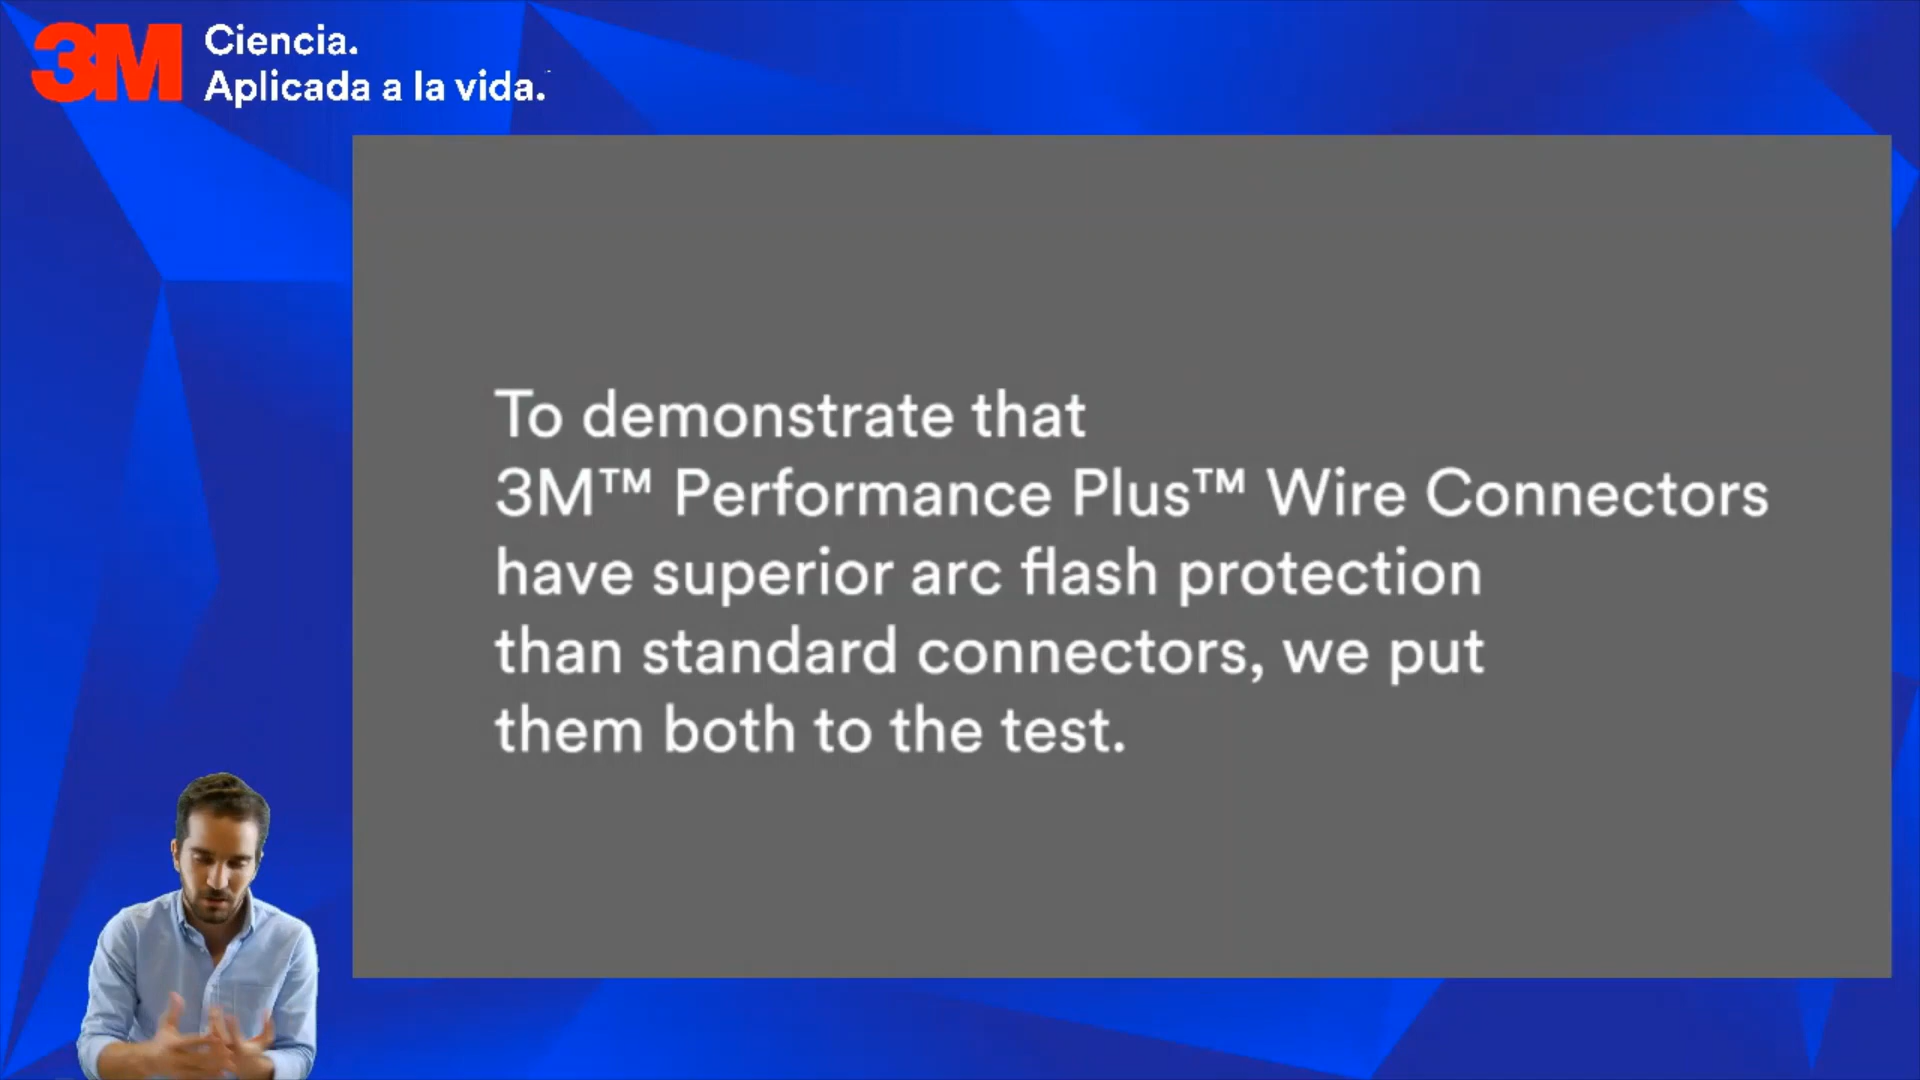 3M Ciencia.
Aplicada a la vida.
To demonstrate that
3M™ Performance Plus™ Wire Connectors
have superior arc flash protection
than standard connectors, we put
them both to the test.